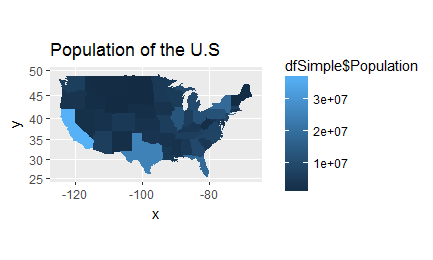 Population of the U.S
dfSimple$Population
50
45
40
35
30
25
y
-120
-100
-80
x
3e+07
2e+07
1e+07